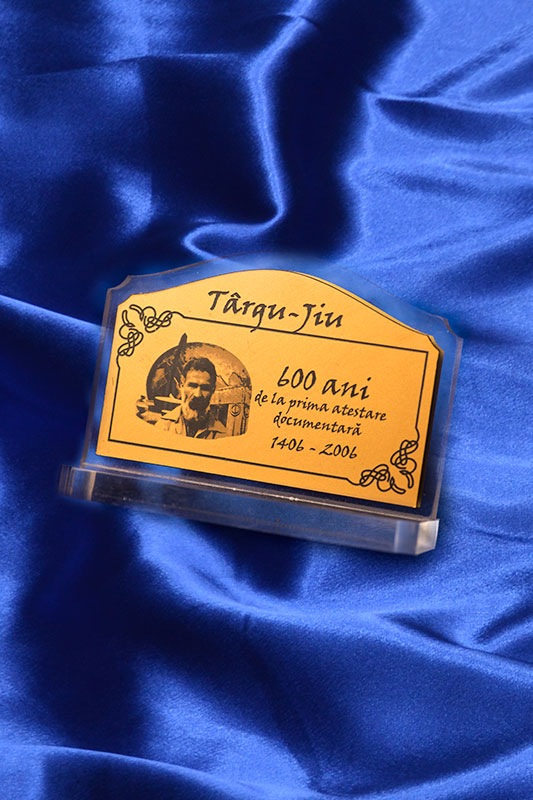 Târgu-Jiu
600 ani
de la prima atestare
documentară
1406 - 2006